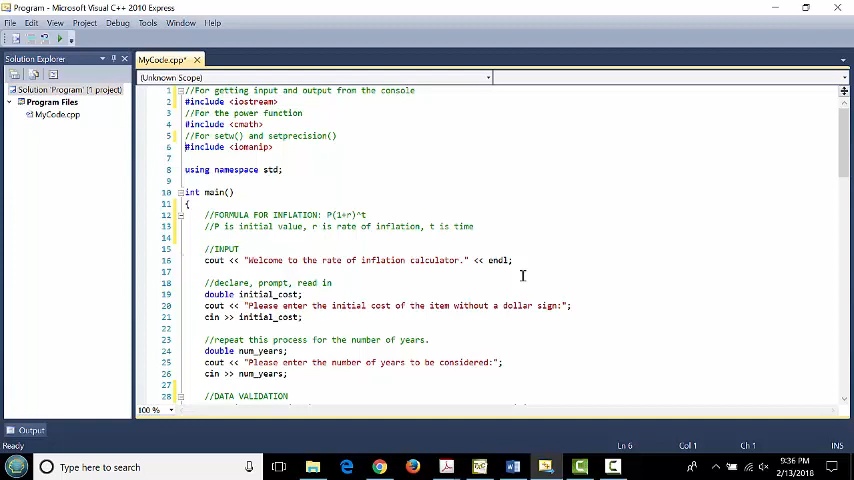 Program - Microsoft Visual C++ 2010 Express
File Edit View Project Debug Tools Window Help
Solution Explorer
MyCode.cpp*
(Unknown Scope)
Solution 'Program' (1 project)
Program Files
MyCode.cpp
1 //For getting input and output from the console
2 #include <iostream>
3 //For the power function
4 #include <cmath>
5 //For setw() and setprecision()
6 #include <iomanip>
7
8 using namespace std;
9
10 int main()
11 {
12 //FORMULA FOR INFLATION: P(1+r)^t
13 //P is initial value, r is rate of inflation, t is time
14
15 //INPUT
16 cout << "Welcome to the rate of inflation calculator." << endl;
17
18 //declare, prompt, read in
19 double initial_cost;
20 cout << "Please enter the initial cost of the item without a dollar sign:";
21 cin >> initial_cost;
22
23 //repeat this process for the number of years.
24 double num_years;
25 cout << "Please enter the number of years to be considered:";
26 cin >> num_years;
27
28 //DATA VALIDATION
100 %
Output
Ready
Ln 6 Col 1 Ch 1 INS
Type here to search
9:36 PM
2/13/2018